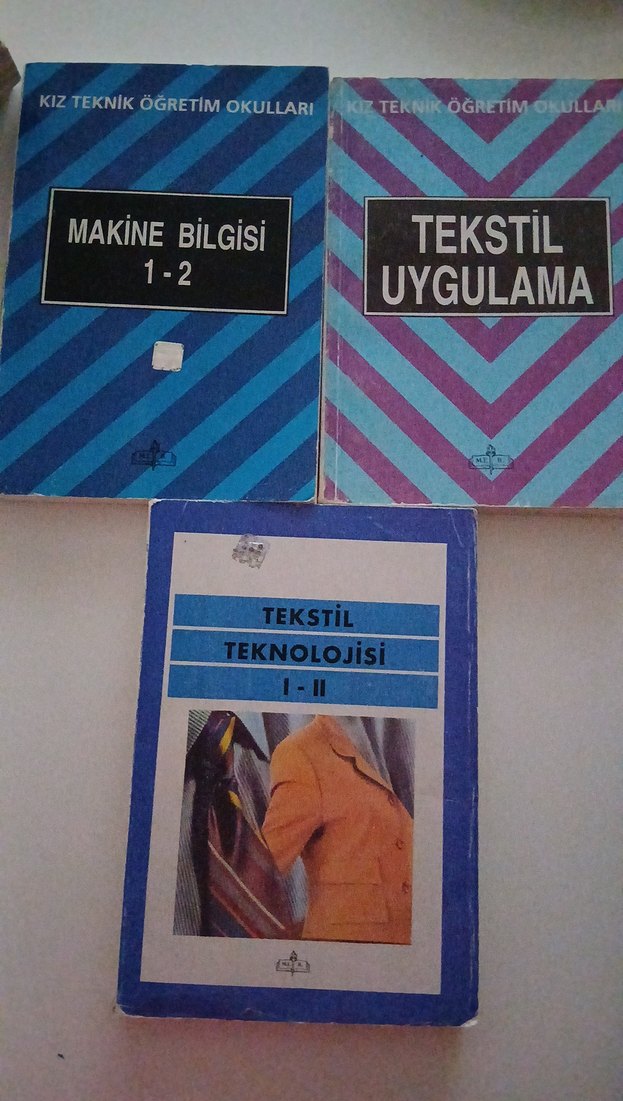 KIZ TEKNİK ÖĞRETİM OKULLARI
MAKİNE BİLGİSİ
1 - 2
KIZ TEKNİK ÖĞRETİM OKULLARI
TEKSTİL
UYGULAMA
M.E. B.
TEKSTİL
TEKNOLOJİSİ
I - II
M.E. B.